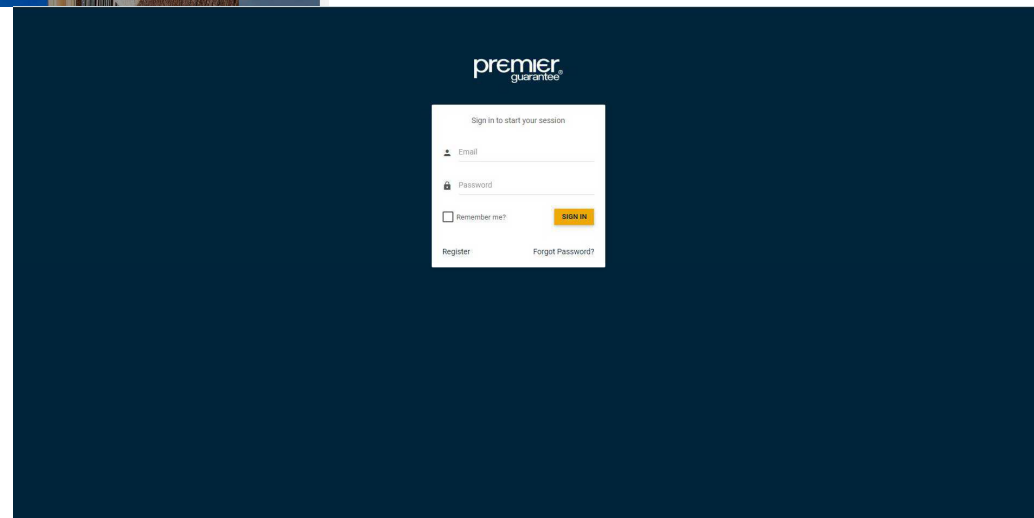 premier
guarantee®
Sign in to start your session
Email
Password
Remember me? SIGN IN
Register Forgot Password?